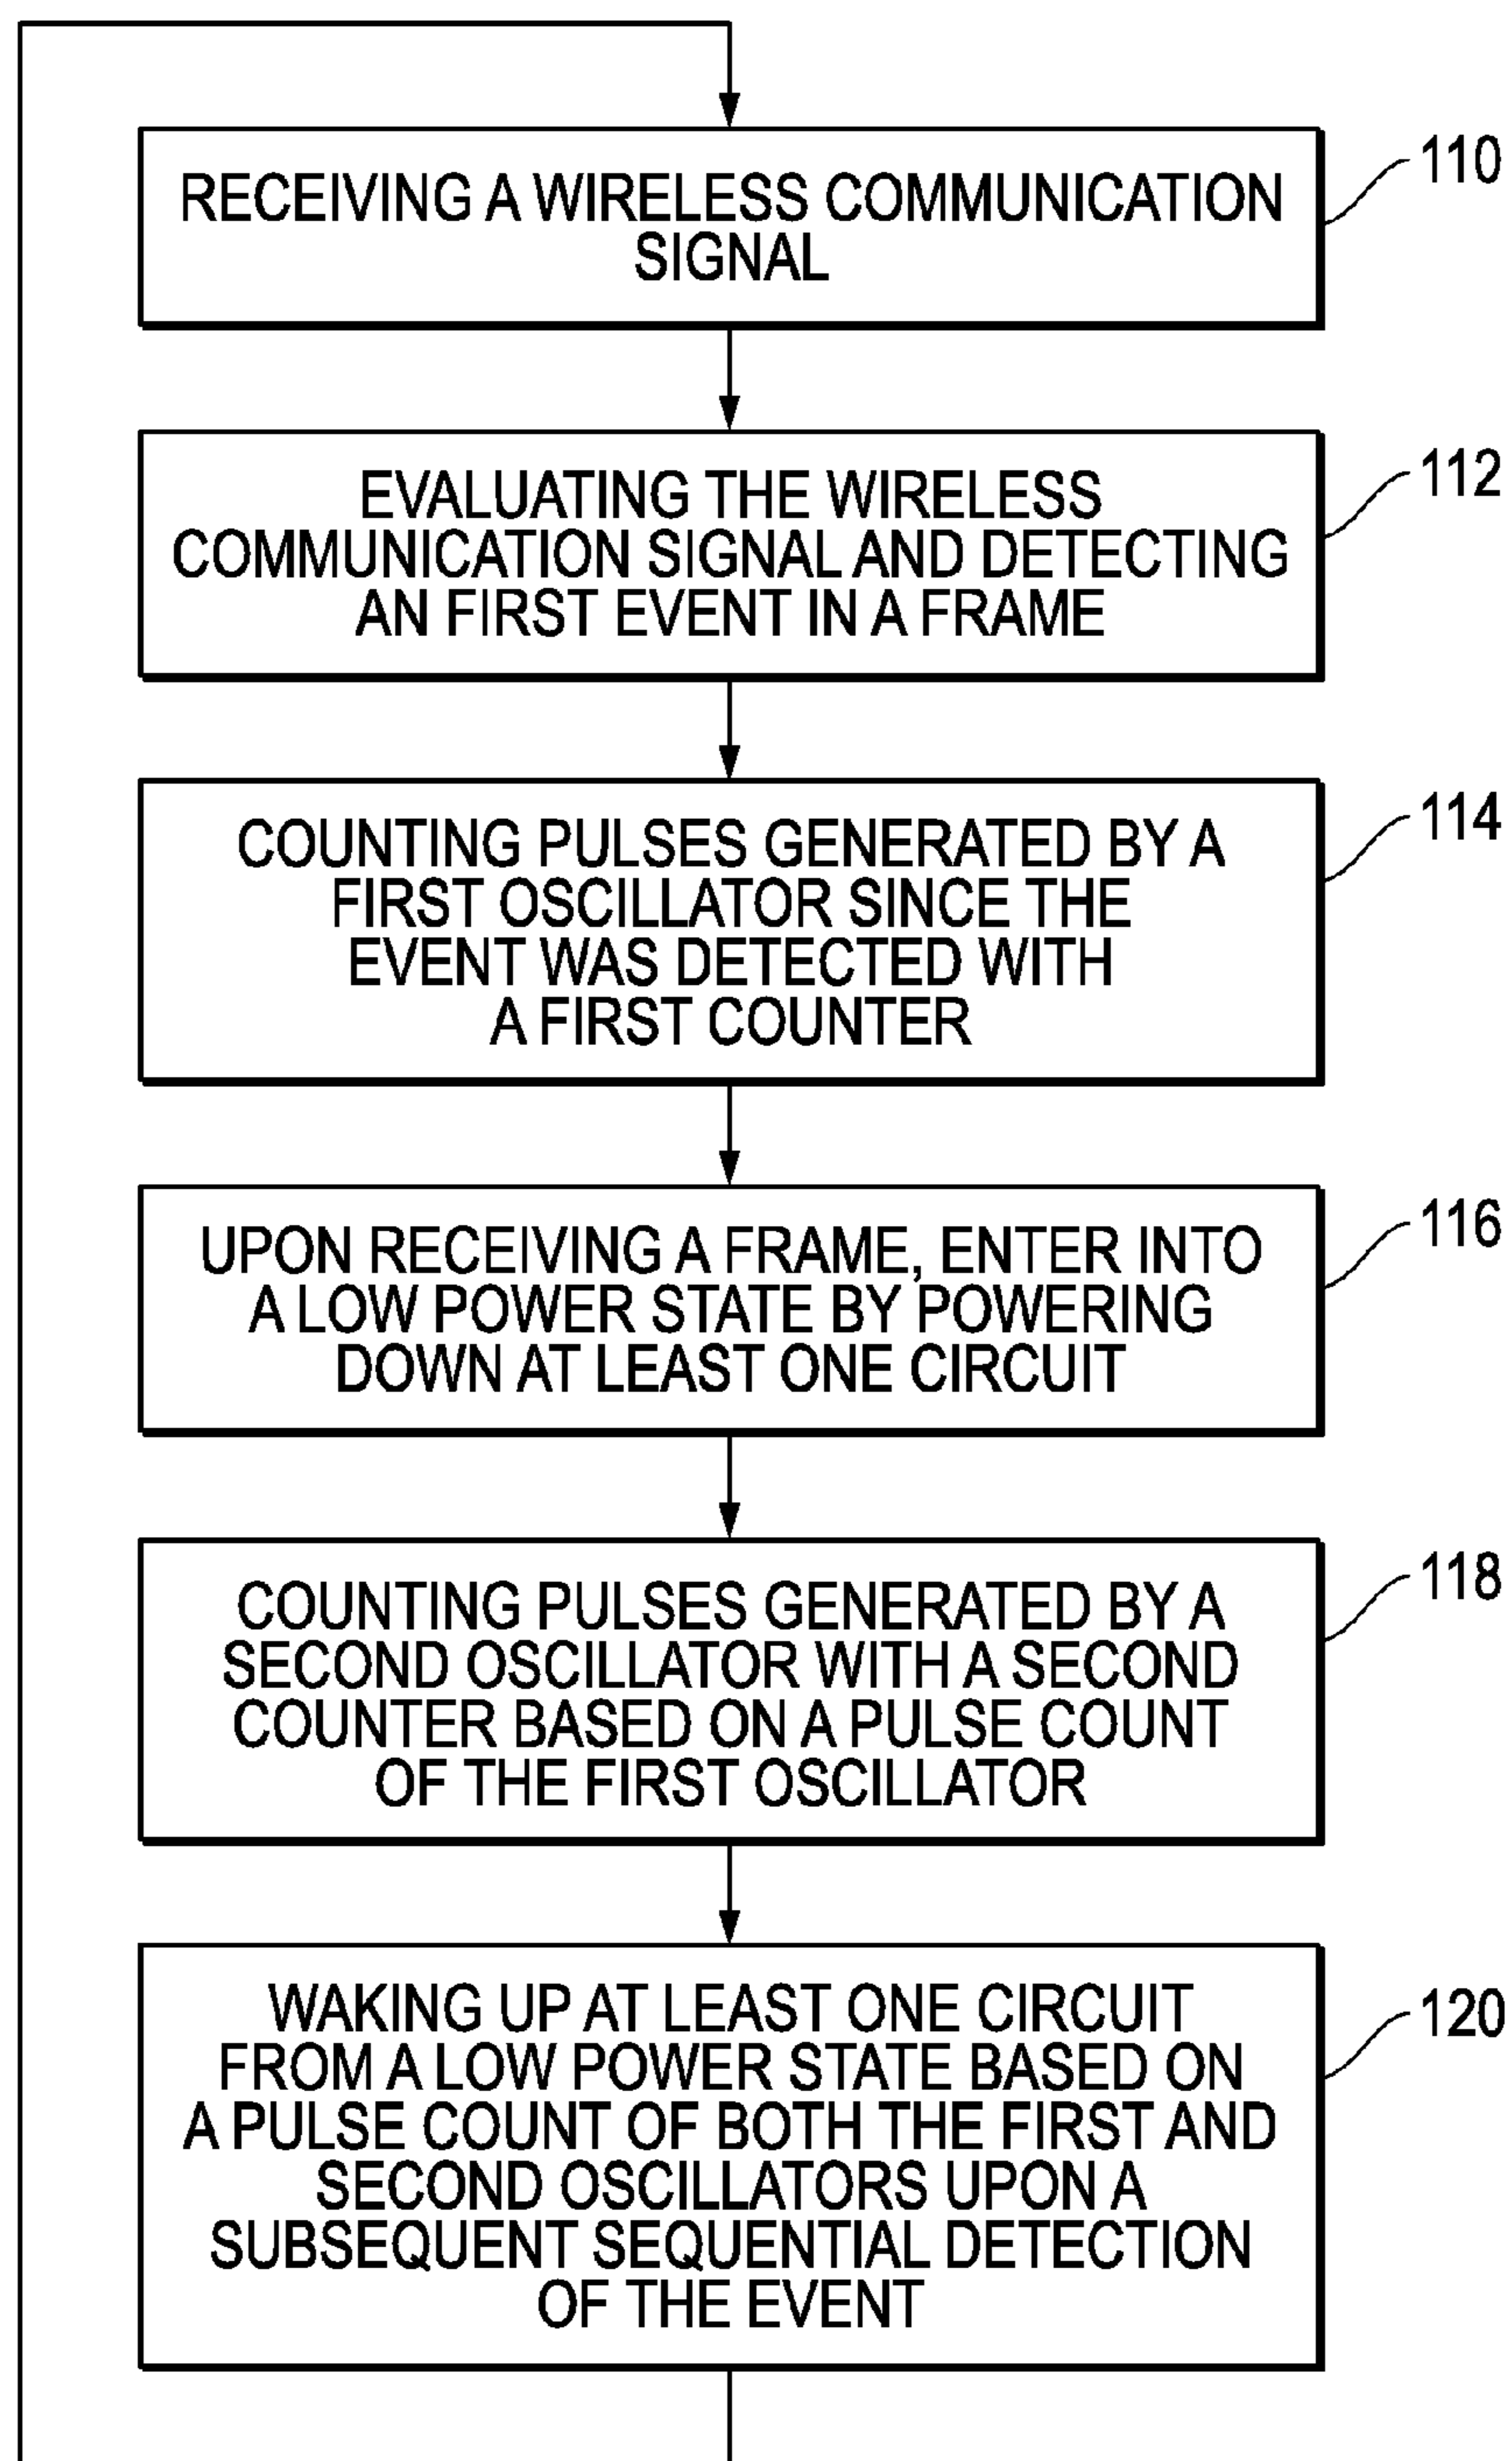 RECEIVING A WIRELESS COMMUNICATION
SIGNAL
110
EVALUATING THE WIRELESS
COMMUNICATION SIGNAL AND DETECTING
AN FIRST EVENT IN A FRAME
112
COUNTING PULSES GENERATED BY A
FIRST OSCILLATOR SINCE THE
EVENT WAS DETECTED WITH
A FIRST COUNTER
114
UPON RECEIVING A FRAME, ENTER INTO
A LOW POWER STATE BY POWERING
DOWN AT LEAST ONE CIRCUIT
116
COUNTING PULSES GENERATED BY A
SECOND OSCILLATOR WITH A SECOND
COUNTER BASED ON A PULSE COUNT
OF THE FIRST OSCILLATOR
118
WAKING UP AT LEAST ONE CIRCUIT
FROM A LOW POWER STATE BASED ON
A PULSE COUNT OF BOTH THE FIRST AND
SECOND OSCILLATORS UPON A
SUBSEQUENT SEQUENTIAL DETECTION
OF THE EVENT
120